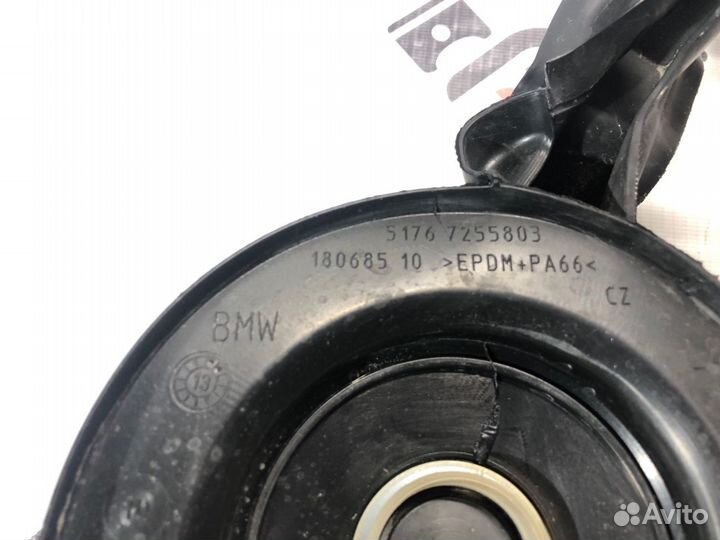 5176 7255803
180685 10 >EPDM+PA66<
CZ
BMW
13
Avito